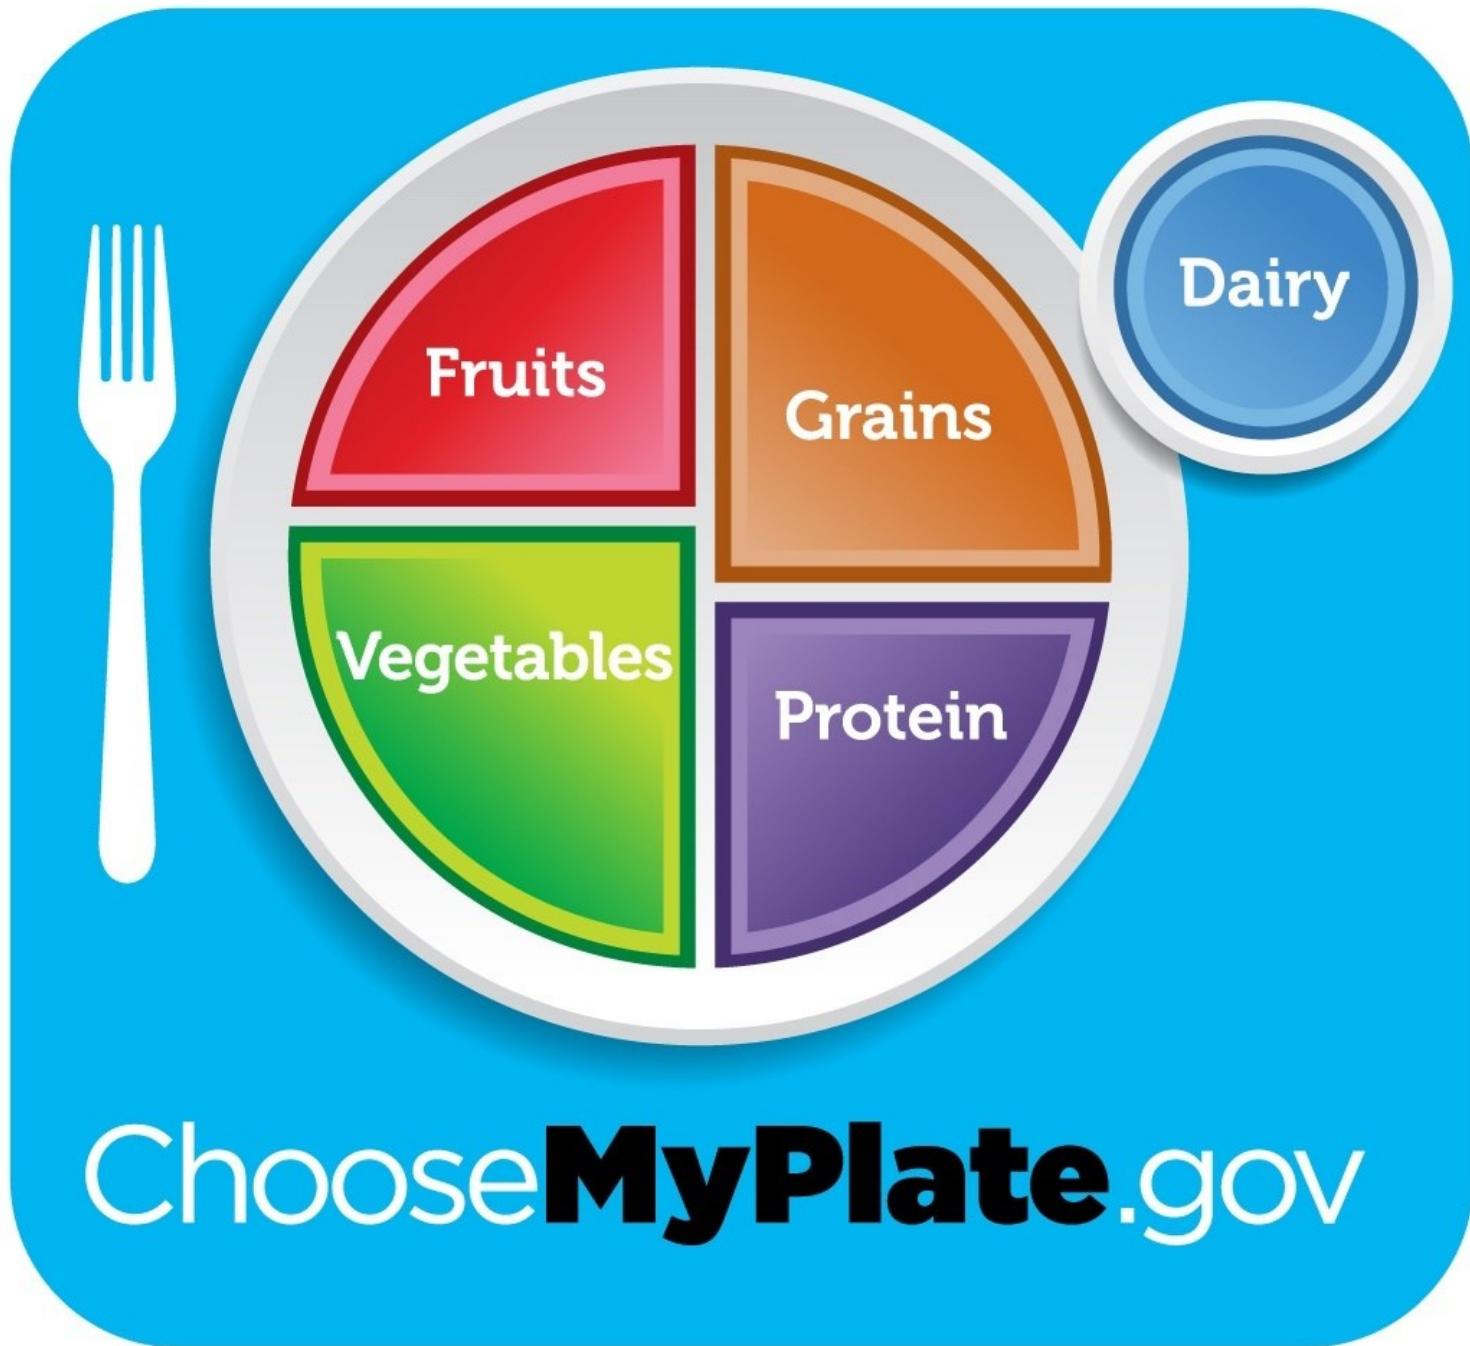 Fruits
Grains
Dairy
Vegetables
Protein
ChooseMyPlate.gov